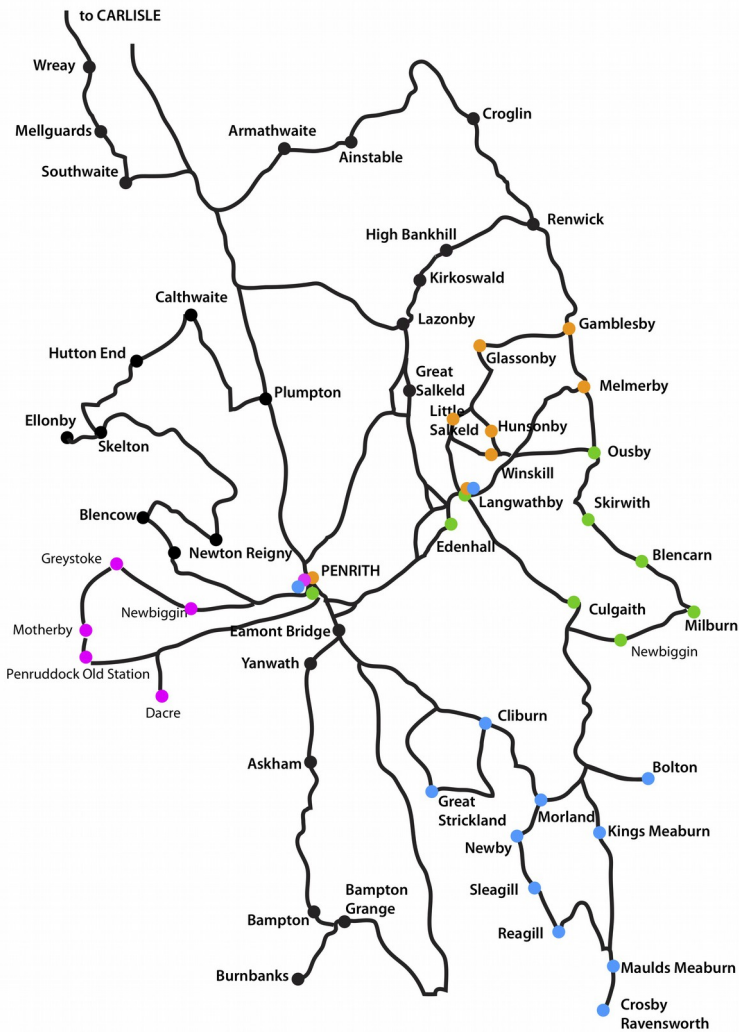 to CARLISLE
Wreay
Mellguards
Southwaite
Armathwaite
Ainstable
Croglin
Renwick
High Bankhill
Kirkoswald
Lazonby
Calthwaite
Hutton End
Plumpton
Ellonby
Skelton
Great
Salkeld
Little
Salkeld
Glassonby
Gamblesby
Melmerby
Hunsonby
Winskill
Ousby
Langwathby
Skirwith
Edenhall
Blencarn
Blencow
Newton Reigny
Greystoke
PENRITH
Newbiggin
Culgaith
Milburn
Newbiggin
Motherby
Eamont Bridge
Yanwath
Penruddock Old Station
Dacre
Cliburn
Askham
Great
Strickland
Bolton
Morland
Kings Meaburn
Newby
Sleagill
Bampton
Grange
Bampton
Reagill
Burnbanks
Maulds Meaburn
Crosby
Ravensworth